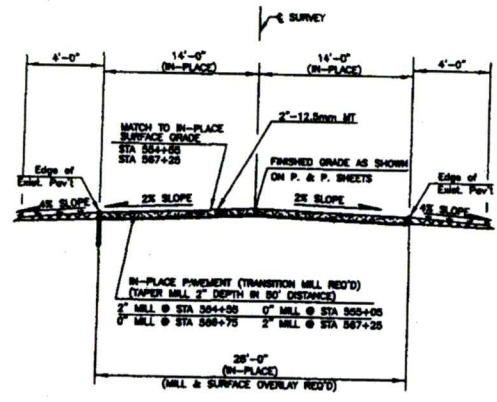 ℄ SURVEY
4'-0"
14'-0"
(IN-PLACE)
14'-0"
(IN-PLACE)
4'-0"
2"-12.5mm MT
MATCH TO IN-PLACE
SURFACE GRADE
STA 554+55
STA 567+25
FINISHED GRADE AS SHOWN
ON P. & P. SHEETS
Edge of
Exist. Pav't
Edge of
Exist. Pav't
4% SLOPE
2% SLOPE
2% SLOPE
4% SLOPE
IN-PLACE PAVEMENT (TRANSITION MILL REQ'D)
(TAPER MILL 2" DEPTH IN 50' DISTANCE)
2" MILL @ STA 554+55 0" MILL @ STA 555+05
0" MILL @ STA 566+75 2" MILL @ STA 567+25
28'-0"
(IN-PLACE)
(MILL & SURFACE OVERLAY REQ'D)